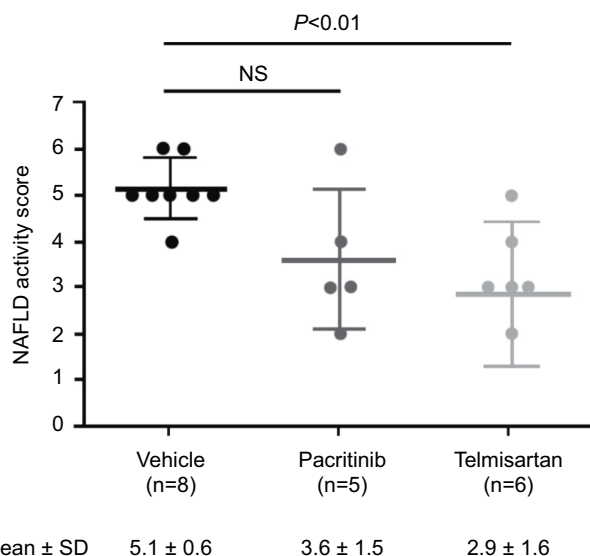 P<0.01
NS
7
6
5
4
3
2
1
0
NAFLD activity score
Vehicle Pacritinib Telmisartan
(n=8) (n=5) (n=6)
ean ± SD 5.1 ± 0.6 3.6 ± 1.5 2.9 ± 1.6